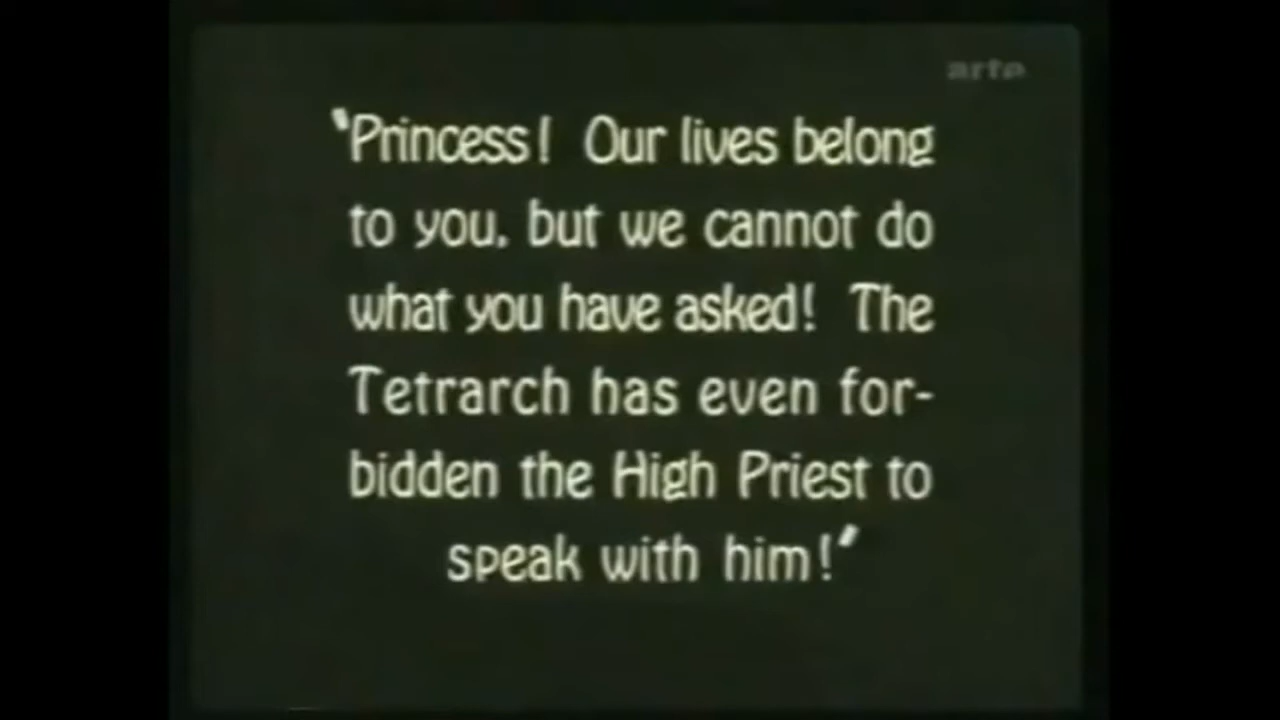 arte
"Princess! Our lives belong
to you, but we cannot do
what you have asked! The
Tetrarch has even for-
bidden the High Priest to
speak with him!"